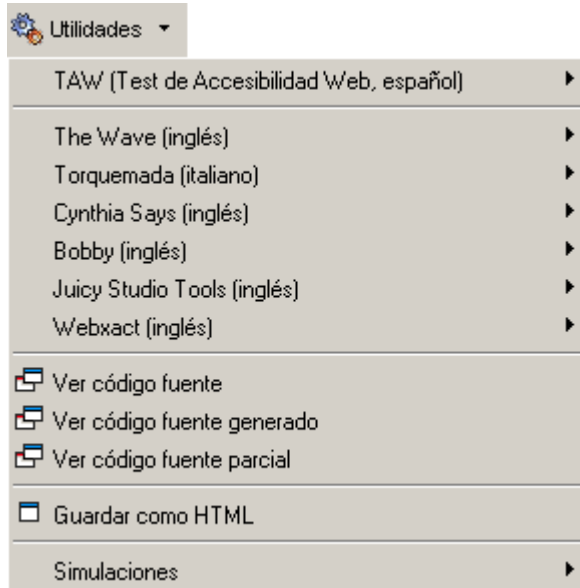 Utilidades
TAW (Test de Accesibilidad Web, español)
The Wave (inglés)
Torquemada (italiano)
Cynthia Says (inglés)
Bobby (inglés)
Juicy Studio Tools (inglés)
Webxact (inglés)
Ver código fuente
Ver código fuente generado
Ver código fuente parcial
Guardar como HTML
Simulaciones